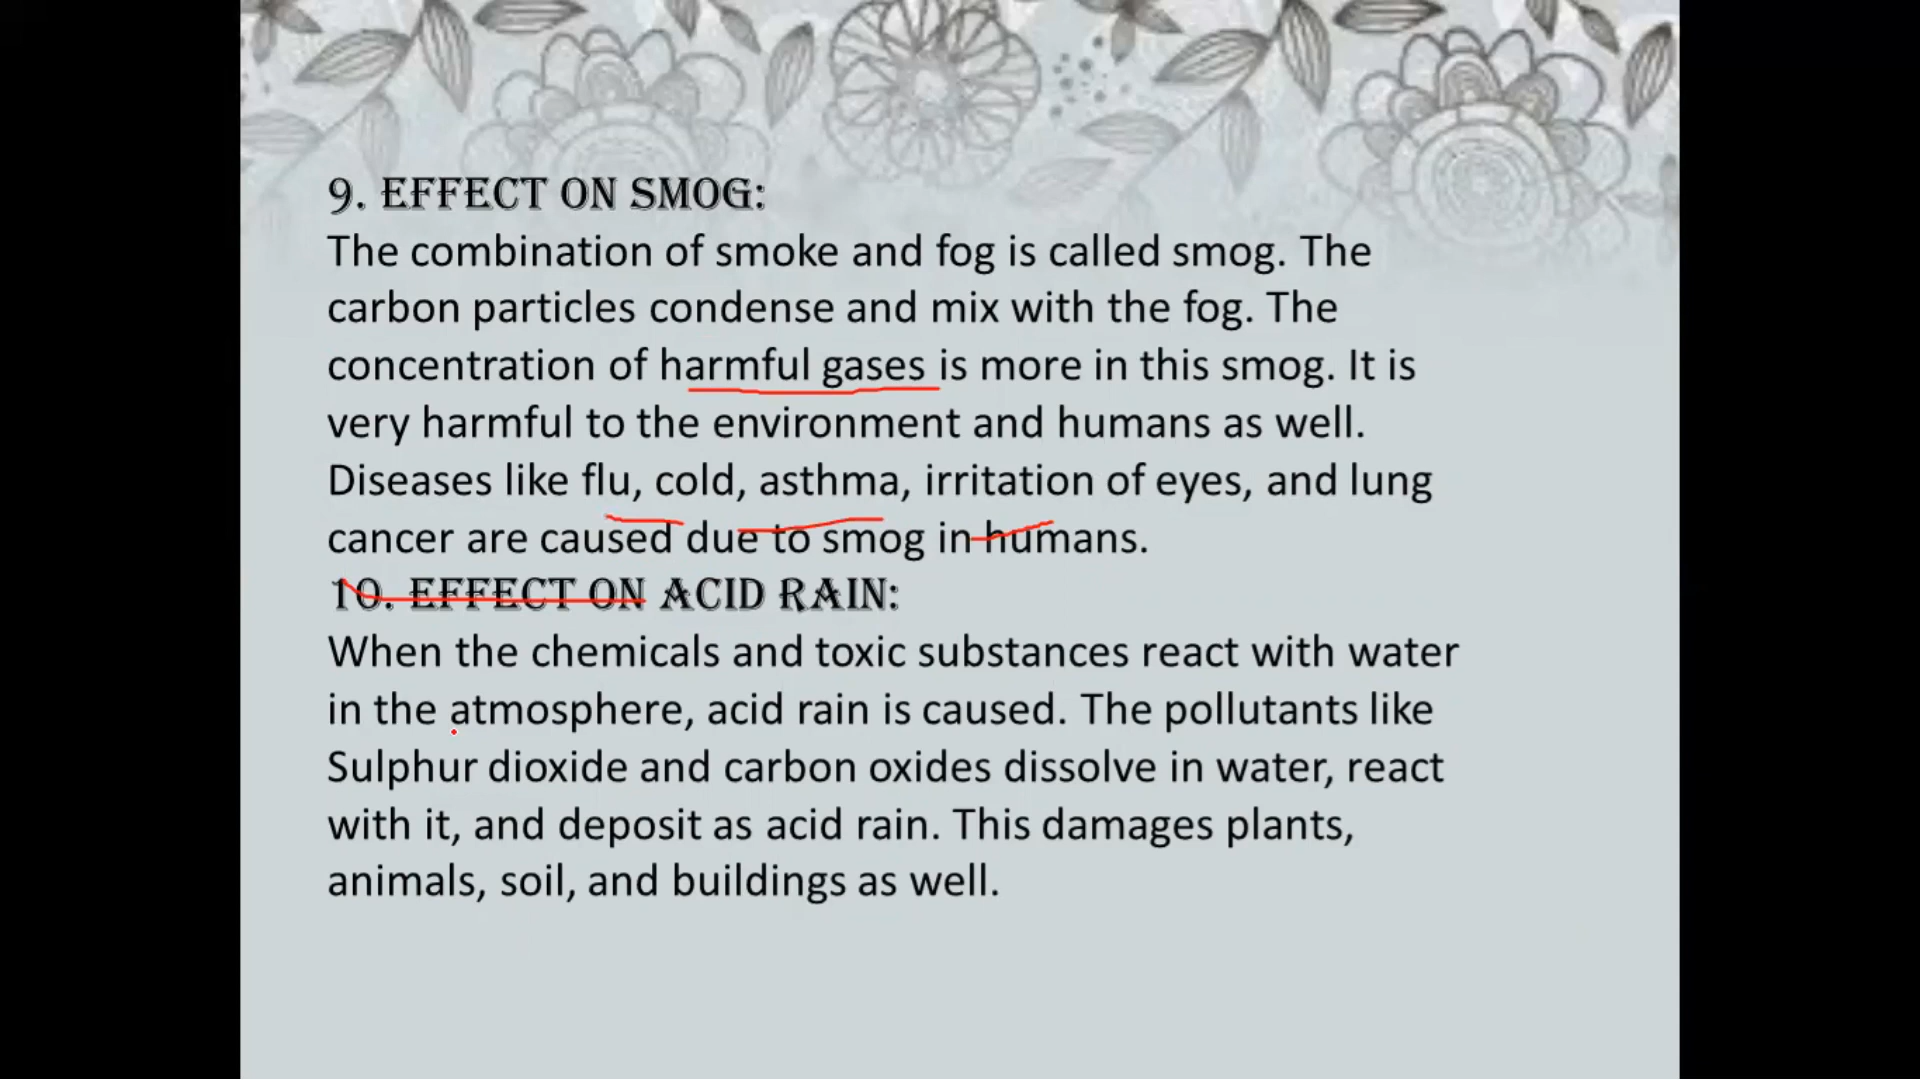 9. EFFECT ON SMOG:
The combination of smoke and fog is called smog. The
carbon particles condense and mix with the fog. The
concentration of harmful gases is more in this smog. It is
very harmful to the environment and humans as well.
Diseases like flu, cold, asthma, irritation of eyes, and lung
cancer are caused due to smog in humans.
10. EFFECT ON ACID RAIN:
When the chemicals and toxic substances react with water
in the atmosphere, acid rain is caused. The pollutants like
Sulphur dioxide and carbon oxides dissolve in water, react
with it, and deposit as acid rain. This damages plants,
animals, soil, and buildings as well.